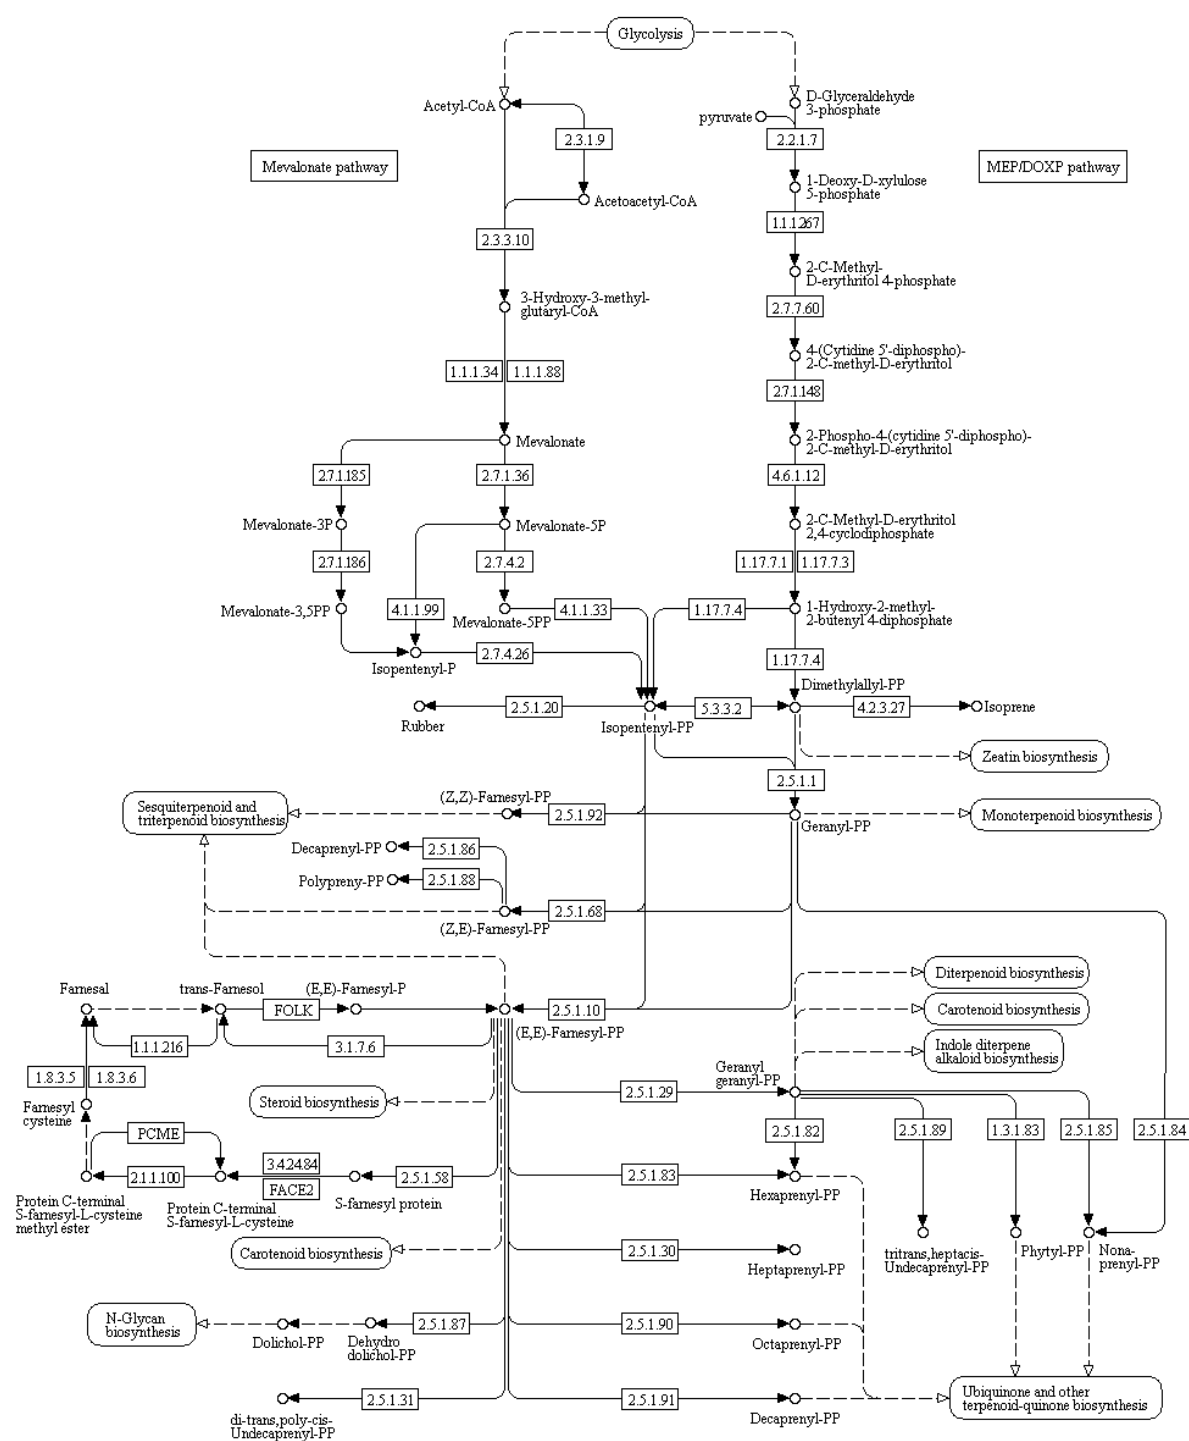 Glycolysis
Acetyl-CoA
D-Glyceraldehyde
3-phosphate
pyruvate
2.3.1.9
2.2.1.7
Mevalonate pathway
MEP/DOXP pathway
1-Deoxy-D-xylulose
5-phosphate
Acetoacetyl-CoA
1.1.1.267
2.3.3.10
2-C-Methyl-
D-erythritol 4-phosphate
3-Hydroxy-3-methyl-
glutaryl-CoA
2.7.7.60
4-(Cytidine 5'-diphospho)-
2-C-methyl-D-erythritol
1.1.1.34
1.1.1.88
2.7.1.148
Mevalonate
2-Phospho-4-(cytidine 5'-diphospho)-
2-C-methyl-D-erythritol
2.7.1.185
2.7.1.36
4.6.1.12
Mevalonate-3P
Mevalonate-5P
2-C-Methyl-D-erythritol
2,4-cyclodiphosphate
2.7.1.186
2.7.4.2
1.17.7.1
1.17.7.3
Mevalonate-3,5PP
4.1.1.99
Mevalonate-5PP
4.1.1.33
1.17.7.4
1-Hydroxy-2-methyl-
2-butenyl 4-diphosphate
Isopentenyl-P
2.7.4.26
1.17.7.4
Dimethylallyl-PP
Rubber
2.5.1.20
Isopentenyl-PP
5.3.3.2
4.2.3.27
Isoprene
Zeatin biosynthesis
2.5.1.1
Sesquiterpenoid and
triterpenoid biosynthesis
(Z,Z)-Farnesyl-PP
2.5.1.92
Geranyl-PP
Monoterpenoid biosynthesis
Decaprenyl-PP
2.5.1.86
Polypreny-PP
2.5.1.88
(Z,E)-Farnesyl-PP
2.5.1.68
Diterpenoid biosynthesis
Farnesal
trans-Farnesol
(E,E)-Farnesyl-P
FOLK
(E,E)-Farnesyl-PP
2.5.1.10
Carotenoid biosynthesis
1.1.1.216
3.1.7.6
Indole diterpene
alkaloid biosynthesis
1.8.3.5
1.8.3.6
Geranyl
geranyl-PP
2.5.1.29
Farnesyl
cysteine
Steroid biosynthesis
PCME
2.5.1.82
2.5.1.89
1.3.1.83
2.5.1.85
2.5.1.84
2.1.1.100
3.4.24.84
FACE2
2.5.1.58
2.5.1.83
Hexaprenyl-PP
Protein C-terminal
S-farnesyl-L-cysteine
methyl ester
Protein C-terminal
S-farnesyl-L-cysteine
S-farnesyl protein
Carotenoid biosynthesis
2.5.1.30
Heptaprenyl-PP
tritrans,heptacis-
Undecaprenyl-PP
Phytyl-PP
Nona-
prenyl-PP
N-Glycan
biosynthesis
Dolichol-PP
Dehydro
dolichol-PP
2.5.1.87
2.5.1.90
Octaprenyl-PP
di-trans,poly-cis-
Undecaprenyl-PP
2.5.1.31
2.5.1.91
Decaprenyl-PP
Ubiquinone and other
terpenoid-quinone biosynthesis